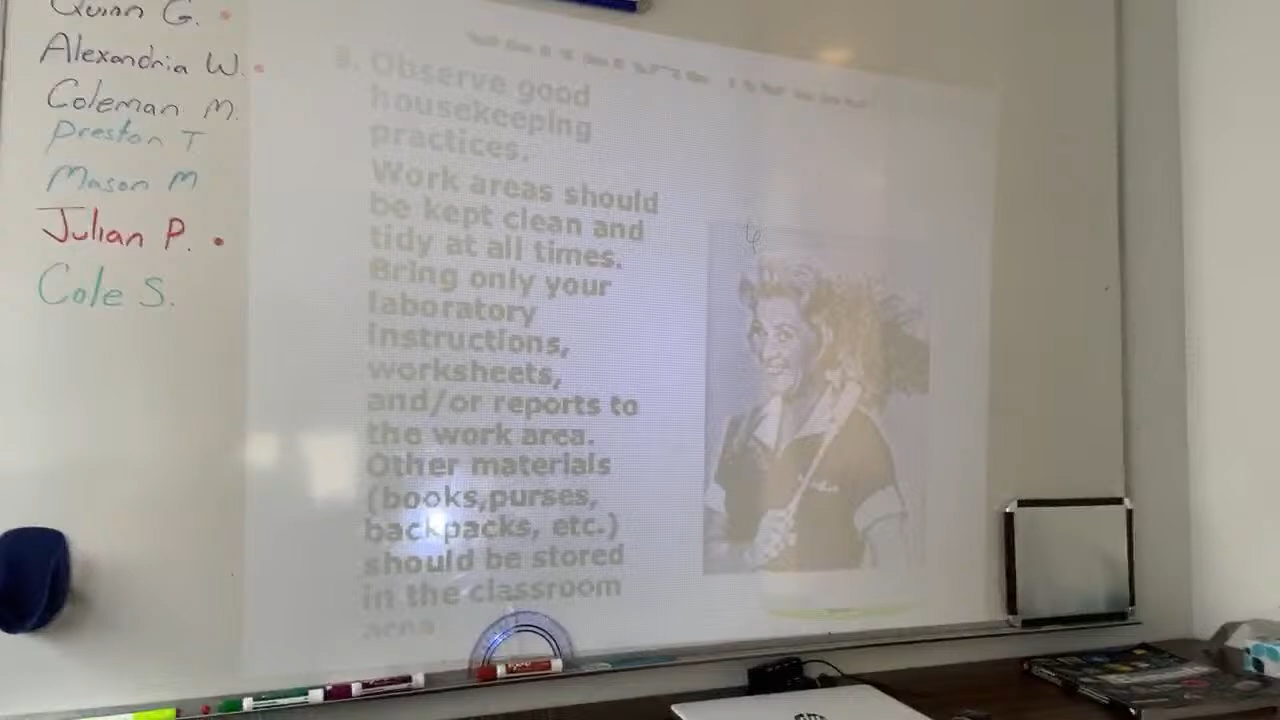 Quinn G.
Alexandria W.
Coleman M.
Preston T
Mason M
Julian P.
Cole S.
Observe good
housekeeping
practices.
Work areas should
be kept clean and
tidy at all times.
Bring only your
laboratory
instructions,
worksheets,
and/or reports to
the work area.
Other materials
(books,purses,
backpacks, etc.)
should be stored
in the classroom
area
hp